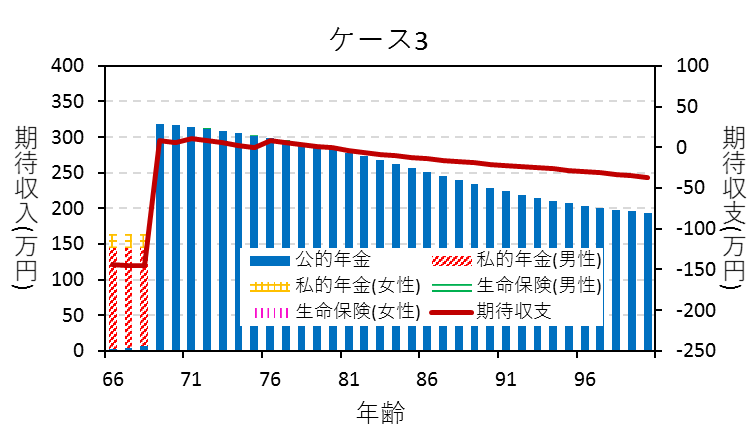 ケース3
期待収入(万円)
400
350
300
250
200
150
100
50
0
100
50
0
-50
-100
-150
-200
-250
期待収支(万円)
公的年金
私的年金(男性)
私的年金(女性)
生命保険(男性)
生命保険(女性)
期待収支
66 71 76 81 86 91 96
年齢